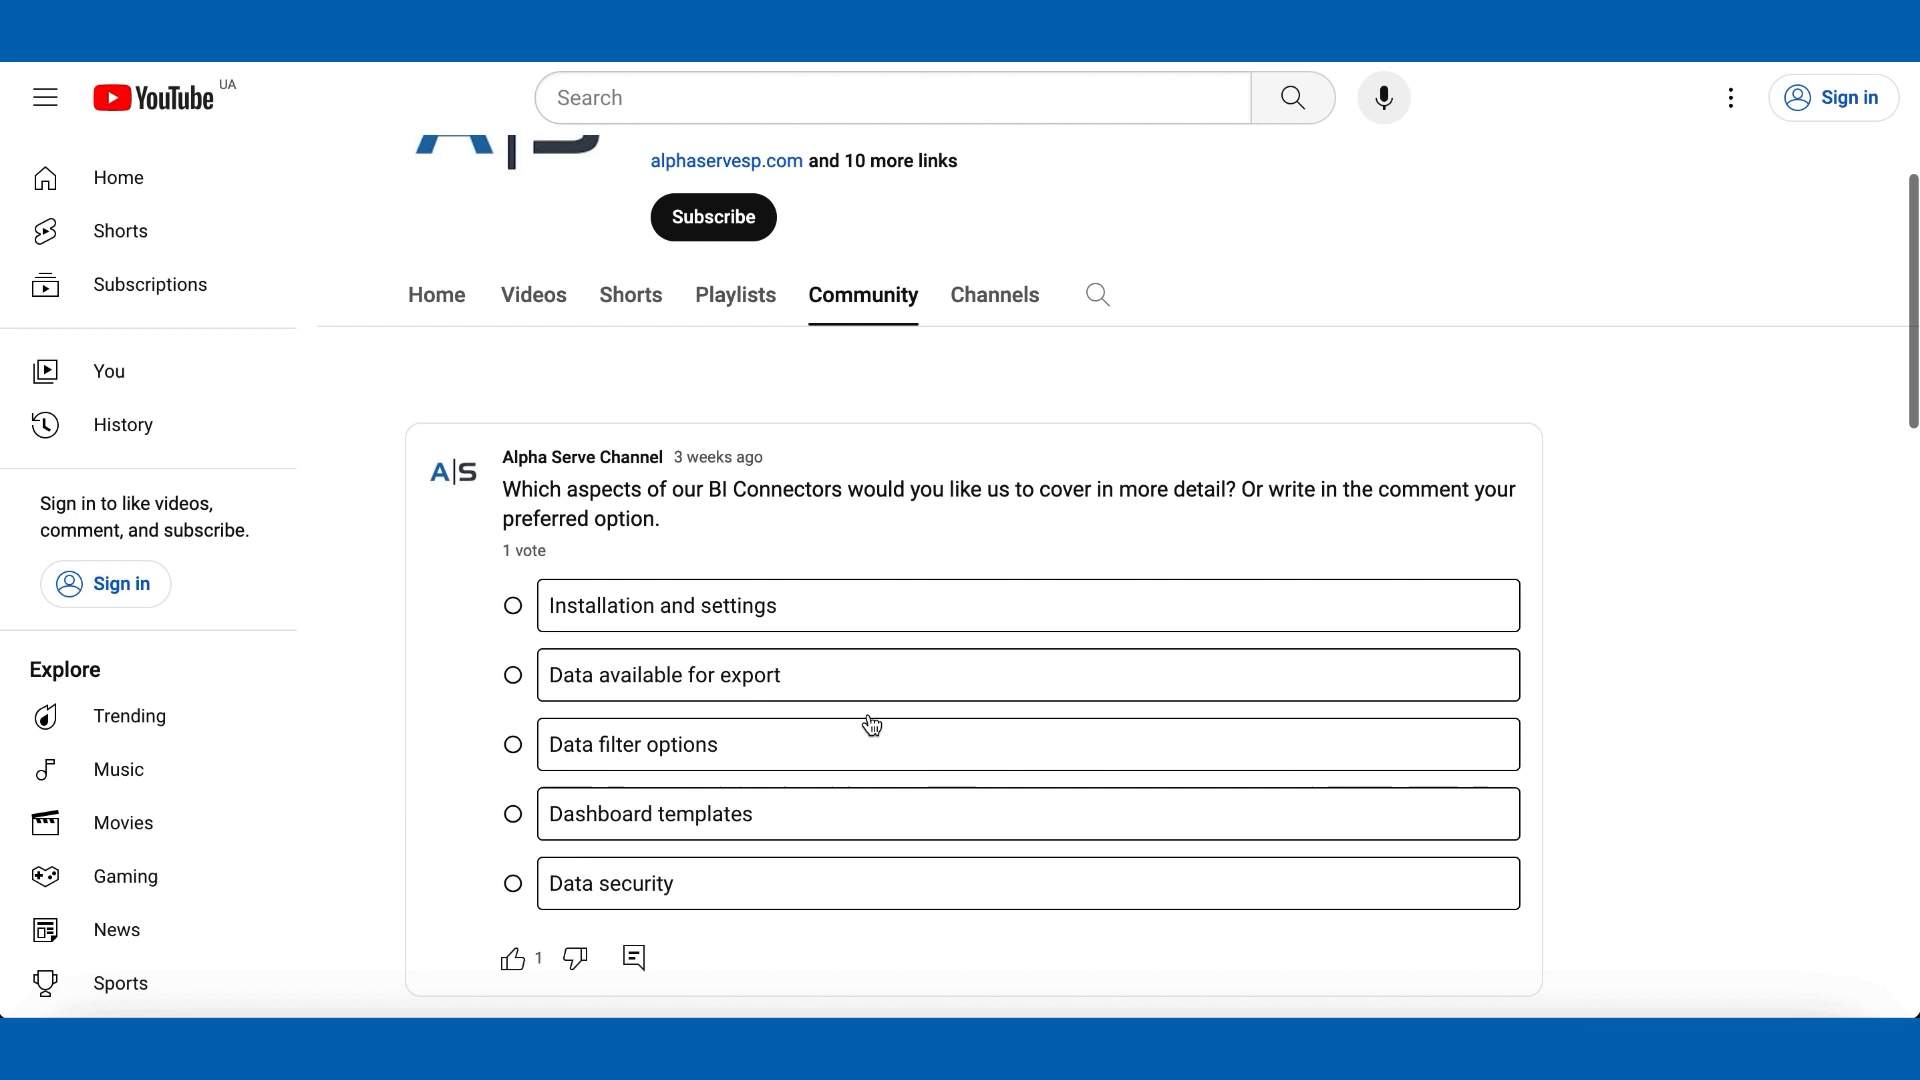 YouTube UA
Search
Sign in
Home
Shorts
Subscriptions
You
History
Sign in to like videos,
comment, and subscribe.
Sign in
Explore
Trending
Music
Movies
Gaming
News
Sports
alphaservesp.com and 10 more links
Subscribe
Home Videos Shorts Playlists Community Channels
A|S
Alpha Serve Channel 3 weeks ago
Which aspects of our BI Connectors would you like us to cover in more detail? Or write in the comment your
preferred option.
1 vote
Installation and settings
Data available for export
Data filter options
Dashboard templates
Data security
1